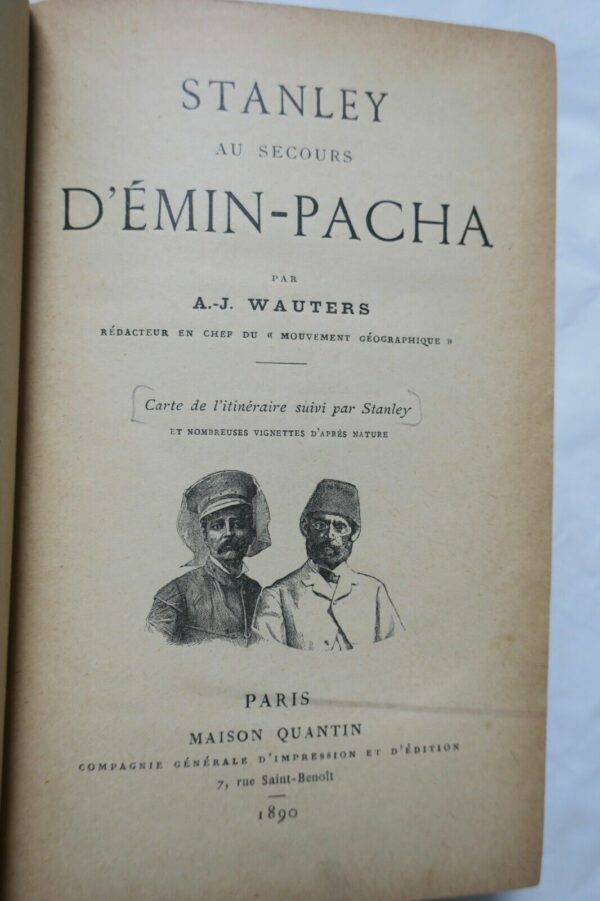 STANLEY
AU SECOURS
D'ÉMIN-PACHA
PAR
A.-J. WAUTERS
RÉDACTEUR EN CHEF DU « MOUVEMENT GÉOGRAPHIQUE »
Carte de l'itinéraire suivi par Stanley
ET NOMBREUSES VIGNETTES D'APRÉS NATURE
PARIS
MAISON QUANTIN
COMPAGNIE GÉNÉRALE D'IMPRESSION ET D'ÉDITION
7, rue Saint-Benoît
1890